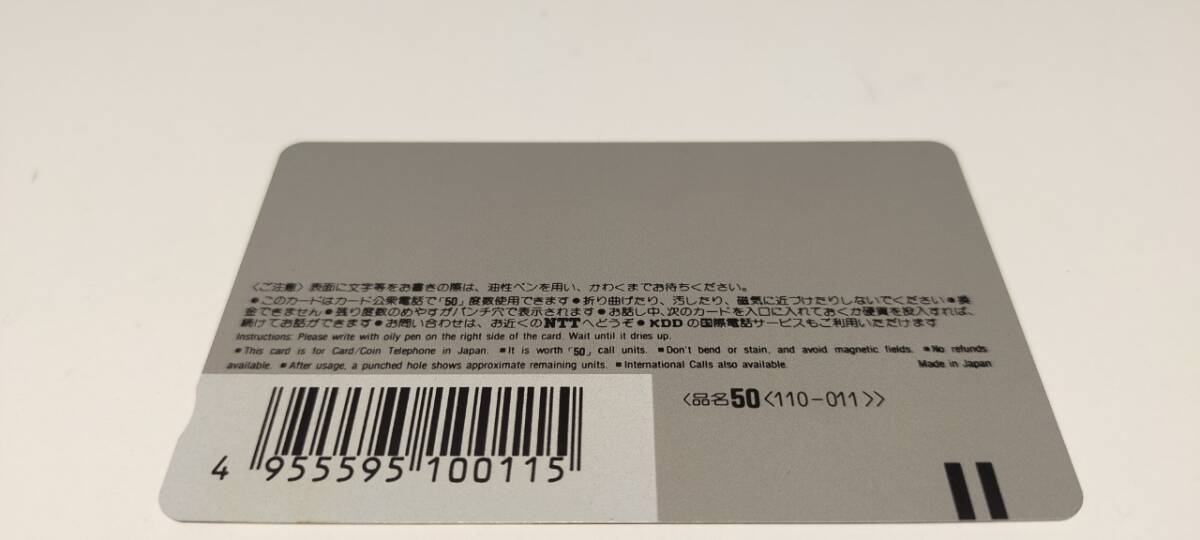 〈ご注意〉表面に文字等をお書きの際は、油性ペンを用い、かわくまでお待ちください。
●このカードはカード公衆電話で「50」度数使用できます●折り曲げたり、汚したり、磁気に近づけたりしないでください●換
金できません●残り度数のめやすがパンチ穴で表示されます●お話し中、次のカードを入口に入れておくか硬貨を投入すれば、
続けてお話ができます●お問い合わせは、お近くのNTTへどうぞ●KDDの国際電話サービスもご利用いただけます
Instructions: Please write with oily pen on the right side of the card. Wait until it dries up.
■This card is for Card/Coin Telephone in Japan. ■It is worth「50」call units. ■Don't bend or stain, and avoid magnetic fields. ■No refunds
available. ■After usage, a punched hole shows approximate remaining units. ■International Calls also available. Made in Japan
〈品名50〈110-011〉〉
4 955595 100115